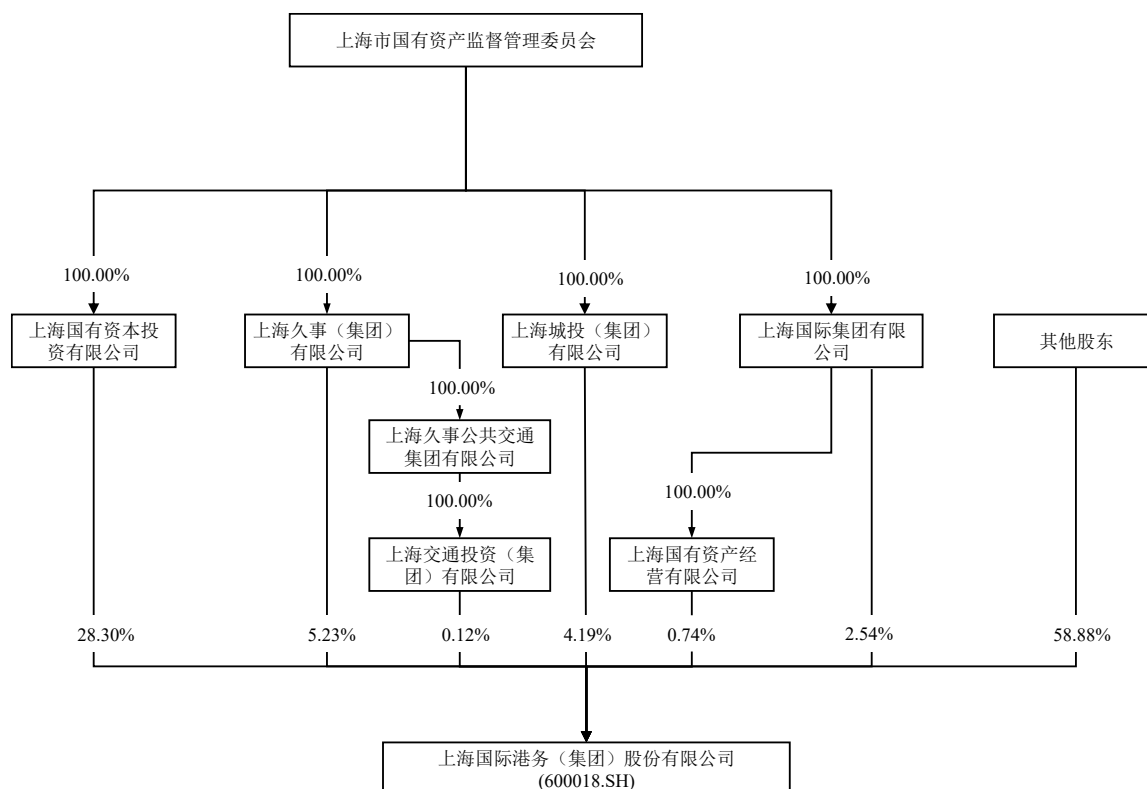 上海市国有资产监督管理委员会
100.00%
100.00%
100.00%
100.00%
上海国有资本投
资有限公司
上海久事（集团）
有限公司
上海城投（集团）
有限公司
上海国际集团有限
公司
其他股东
100.00%
上海久事公共交通
集团有限公司
100.00%
100.00%
上海交通投资（集
团）有限公司
上海国有资产经
营有限公司
28.30%
5.23%
0.12%
4.19%
0.74%
2.54%
58.88%
上海国际港务（集团）股份有限公司
(600018.SH)